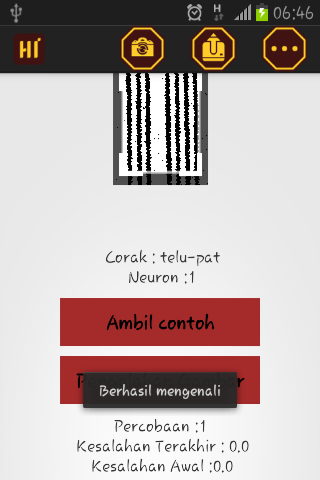 06:46
H
HI
Corak : telu-pat
Neuron :1
Ambil contoh
Berhasil mengenali
Percobaan :1
Kesalahan Terakhir : 0.0
Kesalahan Awal :0.0